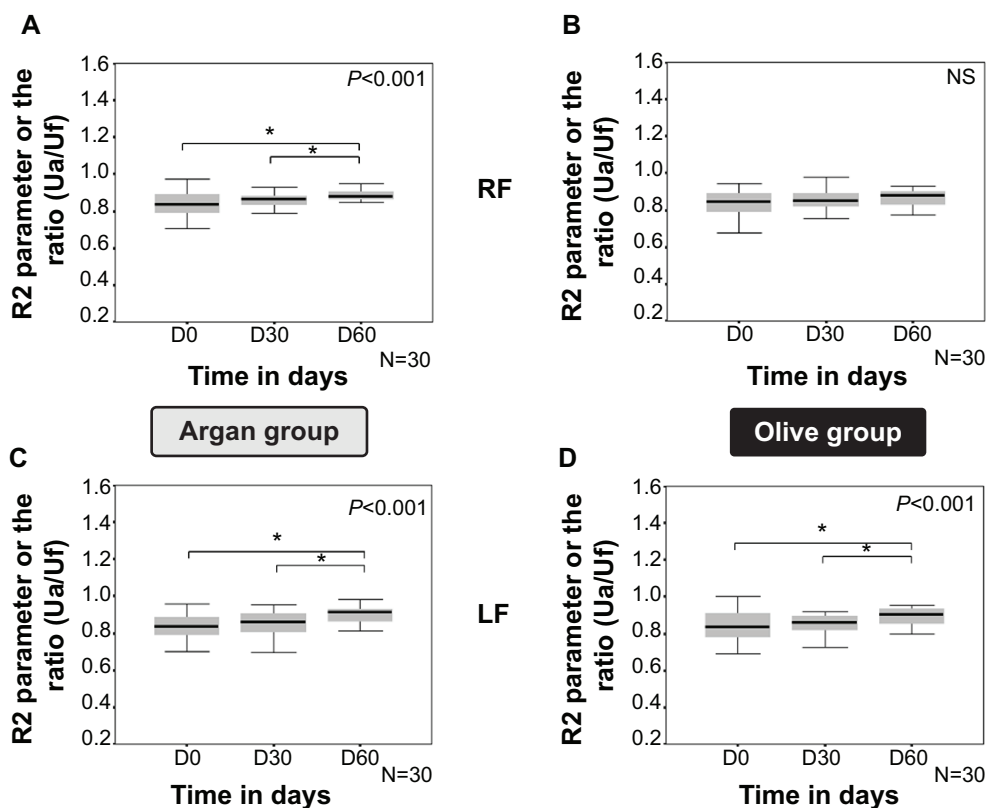 A
R2 parameter or the
ratio (Ua/Uf)
1.6
1.4
1.2
1.0
0.8
0.6
0.4
0.2
P<0.001
*
*
D0 D30 D60
N=30
Time in days
RF
B
R2 parameter or the
ratio (Ua/Uf)
1.6
1.4
1.2
1.0
0.8
0.6
0.4
0.2
NS
D0 D30 D60
N=30
Time in days
Argan group
Olive group
C
R2 parameter or the
ratio (Ua/Uf)
1.6
1.4
1.2
1.0
0.8
0.6
0.4
0.2
P<0.001
*
*
D0 D30 D60
N=30
Time in days
LF
D
R2 parameter or the
ratio (Ua/Uf)
1.6
1.4
1.2
1.0
0.8
0.6
0.4
0.2
P<0.001
*
*
D0 D30 D60
N=30
Time in days